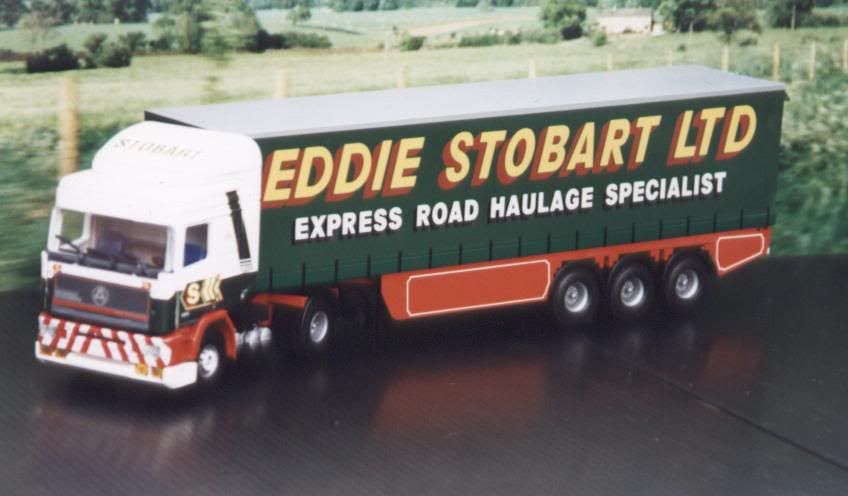 EDDIE STOBART LTD
EXPRESS ROAD HAULAGE SPECIALIST
STOBART
S